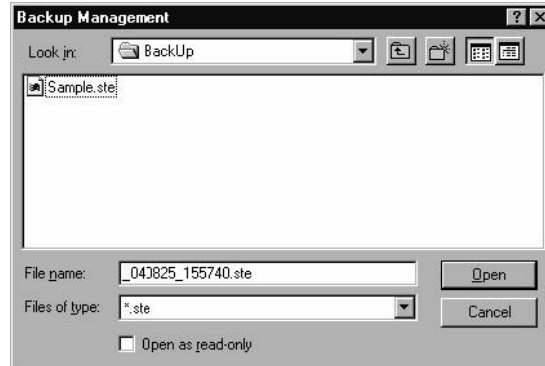 Backup Management
Look in: BackUp
Sample.ste
File name: _040825_155740.ste Open
Files of type: *.ste Cancel
Open as read-only